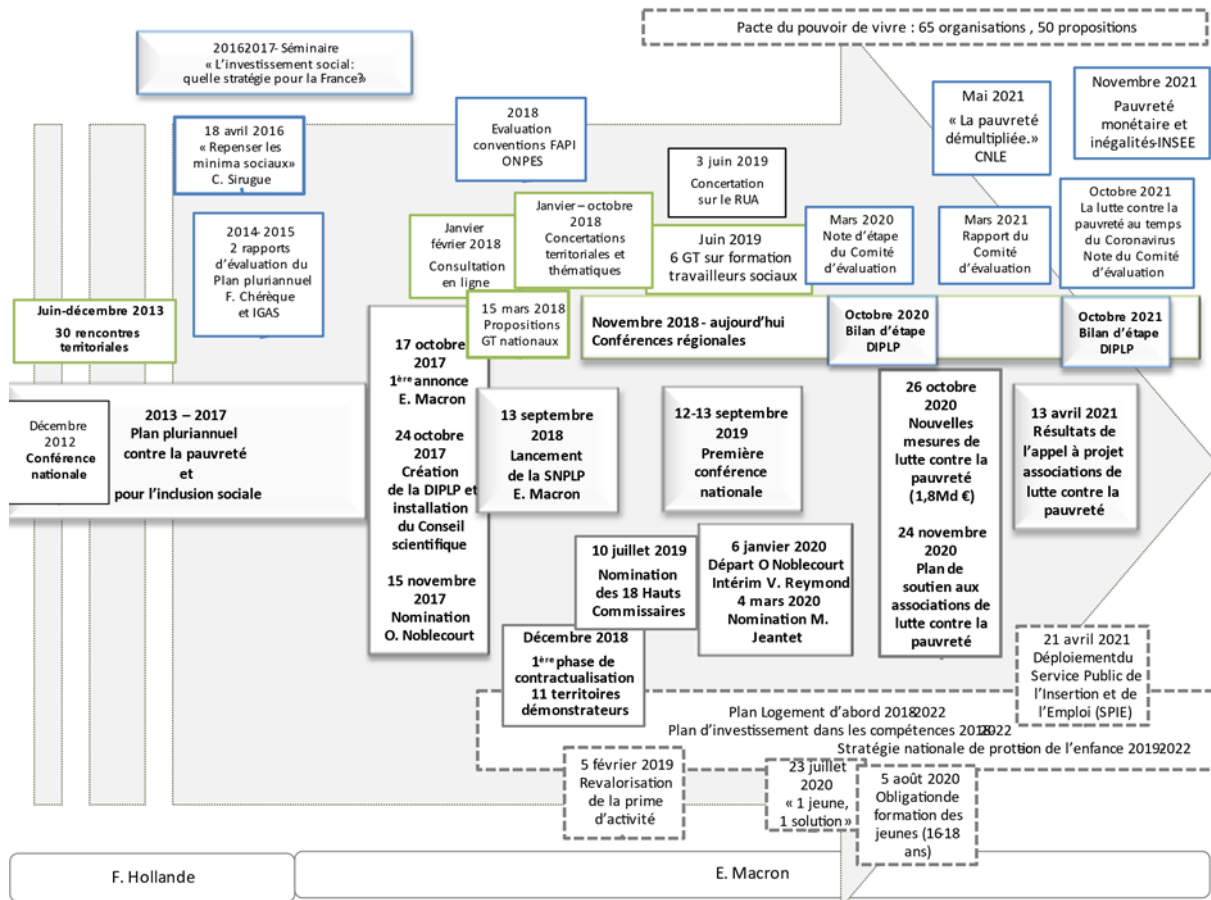 Pacte du pouvoir de vivre : 65 organisations , 50 propositions
20162017- Séminaire
« L'investissement social:
quelle stratégie pour la France?»
18 avril 2016
« Repenser les
minima sociaux»
C. Sirugue
2018
Evaluation
conventions FAPI
ONPES
3 juin 2019
Concertation
sur le RUA
Mai 2021
« La pauvreté
démultipliée.»
CNLE
Novembre 2021
Pauvreté
monétaire et
inégalités-INSEE
2014- 2015
2 rapports
d'évaluation du
Plan pluriannuel
F. Chérèque
et IGAS
Janvier
février 2018
Consultation
en ligne
Janvier – octobre
2018
Concertations
territoriales et
thématiques
Juin 2019
6 GT sur formation
travailleurs sociaux
Mars 2020
Note d'étape
du Comité
d'évaluation
Mars 2021
Rapport du
Comité
d'évaluation
Octobre 2021
La lutte contre la
pauvreté au temps
du Coronavirus
Note du Comité
d'évaluation
Juin-décembre 2013
30 rencontres
territoriales
15 mars 2018
Propositions
GT nationaux
Novembre 2018 - aujourd'hui
Conférences régionales
Octobre 2020
Bilan d'étape
DIPLP
Octobre 2021
Bilan d'étape
DIPLP
Décembre
2012
Conférence
nationale
2013 – 2017
Plan pluriannuel
contre la pauvreté
et
pour l'inclusion sociale
17 octobre
2017
1ère annonce
E. Macron
24 octobre
2017
Création
de la DIPLP et
installation
du Conseil
scientifique
15 novembre
2017
Nomination
O. Noblecourt
13 septembre
2018
Lancement
de la SNPLP
E. Macron
12-13 septembre
2019
Première
conférence
nationale
26 octobre
2020
Nouvelles
mesures de
lutte contre la
pauvreté
(1,8Md €)
24 novembre
2020
Plan de
soutien aux
associations de
lutte contre la
pauvreté
13 avril 2021
Résultats de
l'appel à projet
associations de
lutte contre la
pauvreté
10 juillet 2019
Nomination
des 18 Hauts
Commissaires
6 janvier 2020
Départ O Noblecourt
Intérim V. Reymond
4 mars 2020
Nomination M.
Jeantet
Décembre 2018
1ère phase de
contractualisation
11 territoires
démonstrateurs
21 avril 2021
Déploiementdu
Service Public de
l'Insertion et de
l'Emploi (SPIE)
Plan Logement d'abord 2018-2022
Plan d'investissement dans les compétences 2018-2022
Stratégie nationale de prottion de l'enfance 2019-2022
5 février 2019
Revalorisation
de la prime
d'activité
23 juillet
2020
« 1 jeune,
1 solution »
5 août 2020
Obligationde
formation des
jeunes (16-18
ans)
F. Hollande
E. Macron